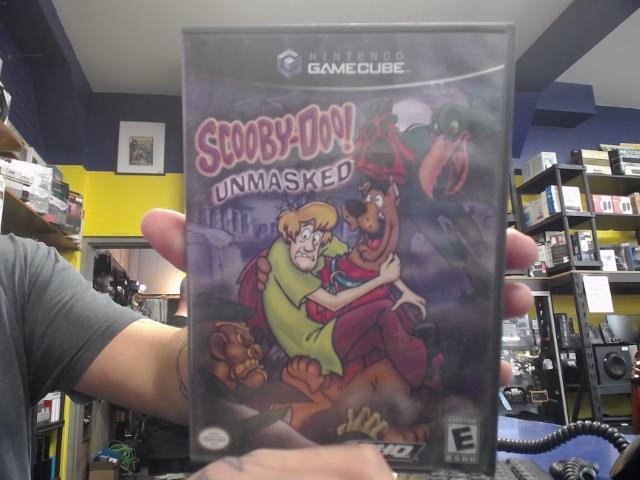 NINTENDO
GAMECUBE
SCOOBY-DOO!
UNMASKED
THQ
E